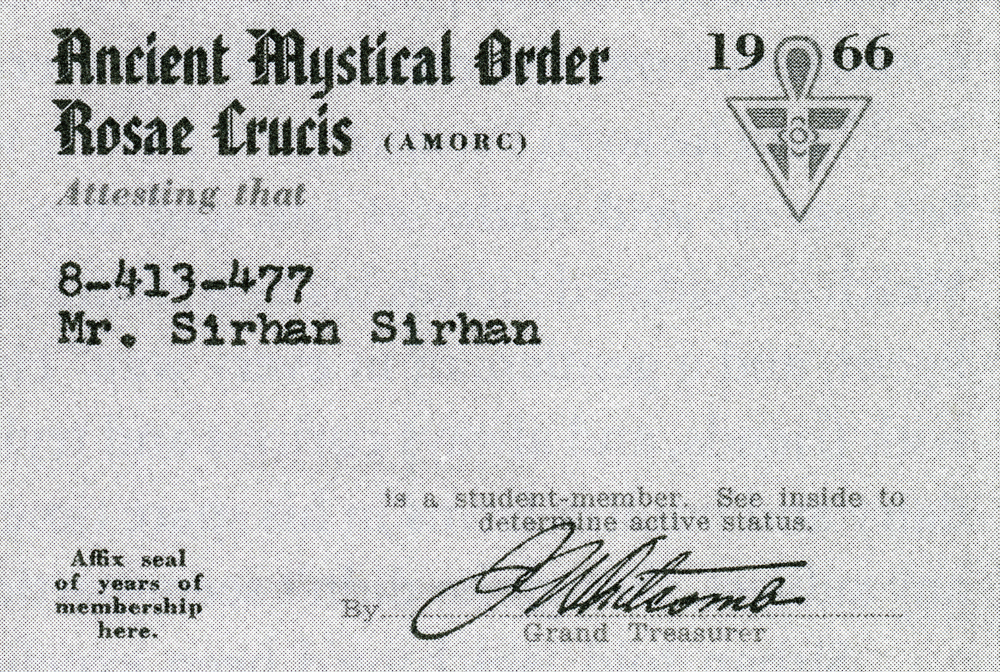 Ancient Mystical Order
Rosae Crucis (AMORC)
19 66
Attesting that
8-413-477
Mr. Sirhan Sirhan
is a student-member. See inside to
determine active status.
Affix seal
of years of
membership
here.
By
J Whitcomb
Grand Treasurer